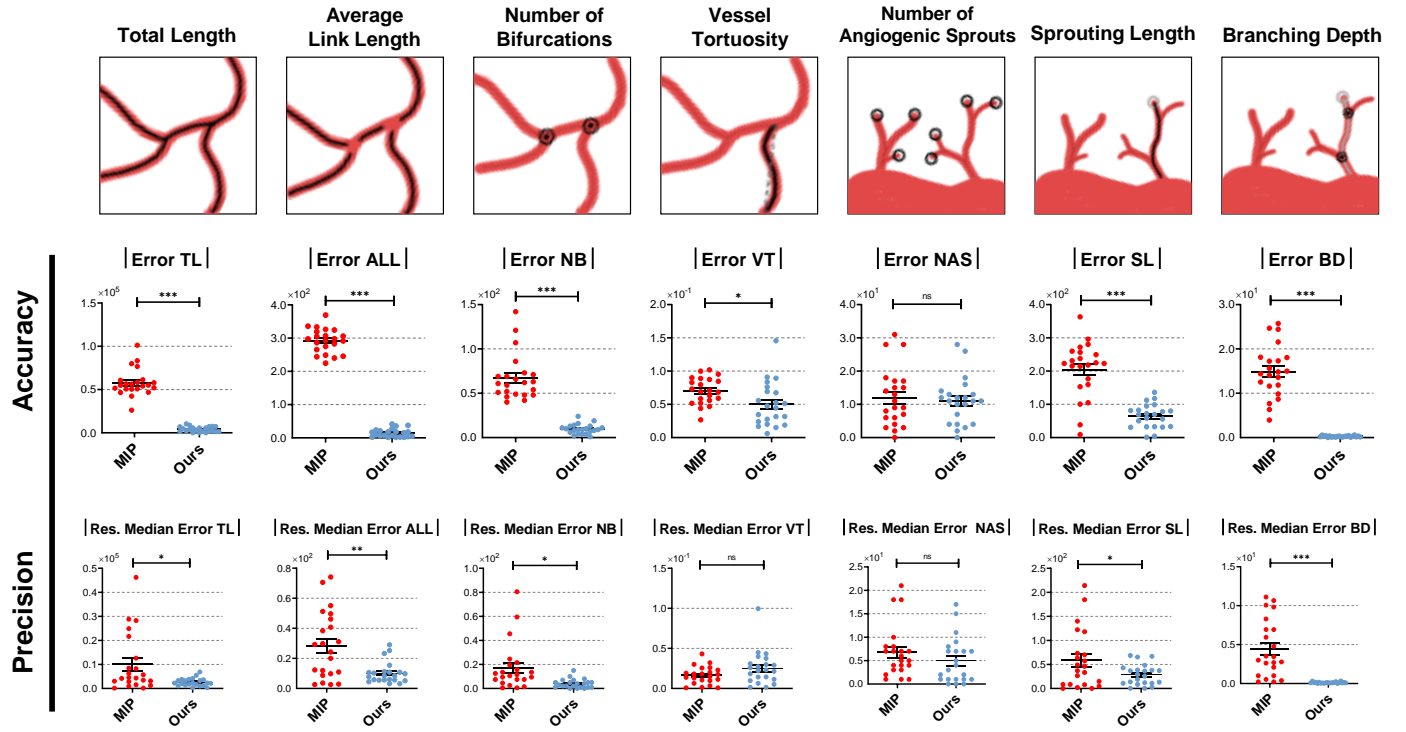 Total Length
Average
Link Length
Number of
Bifurcations
Vessel
Tortuosity
Number of
Angiogenic Sprouts
Sprouting Length
Branching Depth
Accuracy
|Error TL|
×10^5
1.5
1.0
0.5
0.0
***
MIP
Ours
|Error ALL|
×10^2
4.0
3.0
2.0
1.0
0.0
***
MIP
Ours
|Error NB|
×10^2
1.5
1.0
0.5
0.0
***
MIP
Ours
|Error VT|
×10^-1
2.0
1.5
1.0
0.5
0.0
*
MIP
Ours
|Error NAS|
×10^1
4.0
3.0
2.0
1.0
0.0
ns
MIP
Ours
|Error SL|
×10^2
4.0
3.0
2.0
1.0
0.0
***
MIP
Ours
|Error BD|
×10^1
3.0
2.0
1.0
0.0
***
MIP
Ours
Precision
|Res. Median Error TL|
×10^5
0.5
0.4
0.3
0.2
0.1
0.0
*
MIP
Ours
|Res. Median Error ALL|
×10^2
0.8
0.6
0.4
0.2
0.0
**
MIP
Ours
|Res. Median Error NB|
×10^2
1.0
0.8
0.6
0.4
0.2
0.0
*
MIP
Ours
|Res. Median Error VT|
×10^-1
1.5
1.0
0.5
0.0
ns
MIP
Ours
|Res. Median Error NAS|
×10^1
2.5
2.0
1.5
1.0
0.5
0.0
ns
MIP
Ours
|Res. Median Error SL|
×10^2
2.5
2.0
1.5
1.0
0.5
0.0
*
MIP
Ours
|Res. Median Error BD|
×10^1
1.5
1.0
0.5
0.0
***
MIP
Ours